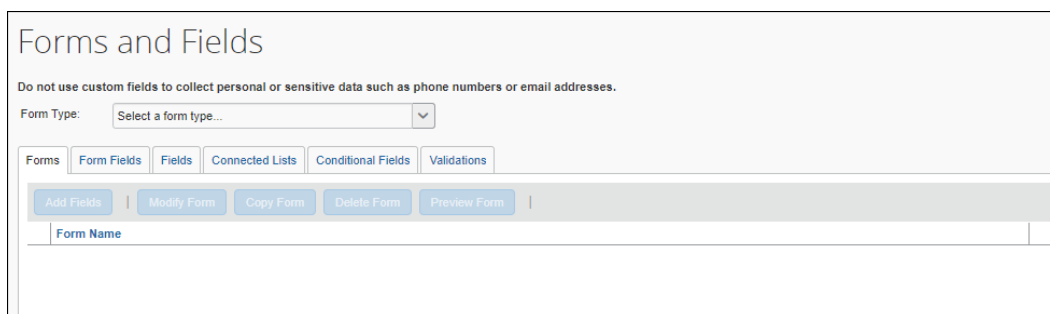 Forms and Fields
Do not use custom fields to collect personal or sensitive data such as phone numbers or email addresses.
Form Type: Select a form type...
Forms Form Fields Fields Connected Lists Conditional Fields Validations
Add Fields | Modify Form Copy Form Delete Form Preview Form |
Form Name